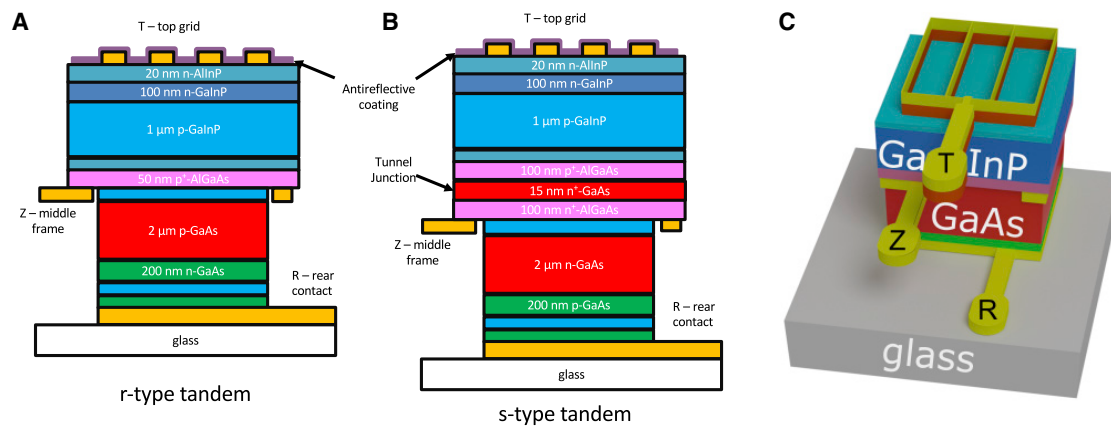 A
T – top grid
20 nm n-AlInP
100 nm n-GaInP
1 µm p-GaInP
50 nm p⁺-AlGaAs
Z – middle
frame
2 µm p-GaAs
200 nm n-GaAs
R – rear
contact
glass
r-type tandem
Antireflective
coating
Tunnel
Junction
B
T – top grid
20 nm n-AlInP
100 nm n-GaInP
1 µm p-GaInP
100 nm p⁺-AlGaAs
15 nm n⁺-GaAs
100 nm n⁺-AlGaAs
Z – middle
frame
2 µm n-GaAs
200 nm p-GaAs
R – rear
contact
glass
s-type tandem
C
GaInP
T
GaAs
Z
R
glass